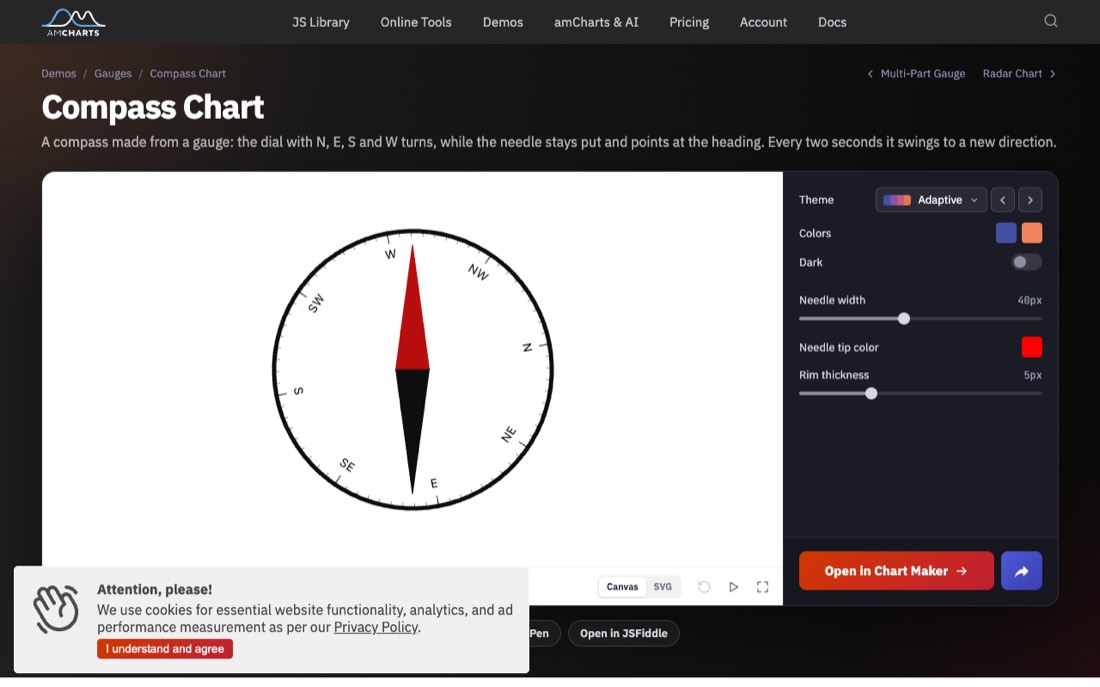 AMCHARTS
JS Library
Online Tools
Demos
amCharts & AI
Pricing
Account
Docs
Demos / Gauges / Compass Chart
Multi-Part Gauge
Radar Chart
Compass Chart
A compass made from a gauge: the dial with N, E, S and W turns, while the needle stays put and points at the heading. Every two seconds it swings to a new direction.
W
NW
SW
N
S
NE
SE
E
Theme
Adaptive
Colors
Dark
Needle width
40px
Needle tip color
Rim thickness
5px
Open in Chart Maker
Canvas
SVG
Pen
Open in JSFiddle
Attention, please!
We use cookies for essential website functionality, analytics, and ad
performance measurement as per our Privacy Policy.
I understand and agree